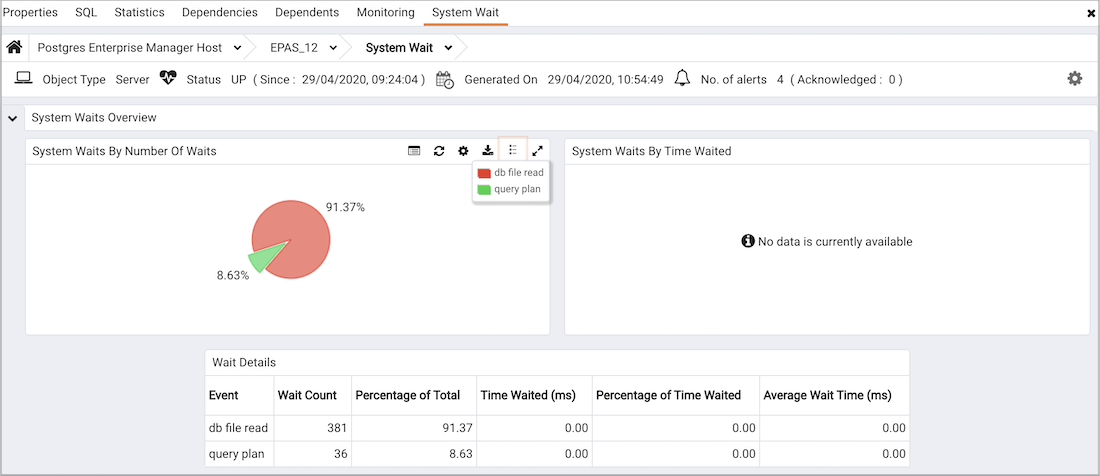 Properties SQL Statistics Dependencies Dependents Monitoring System Wait
Postgres Enterprise Manager Host EPAS_12 System Wait
Object Type Server Status UP ( Since : 29/04/2020, 09:24:04 ) Generated On 29/04/2020, 10:54:49 No. of alerts 4 ( Acknowledged : 0 )
System Waits Overview
System Waits By Number Of Waits System Waits By Time Waited
db file read
query plan
91.37%
8.63%
No data is currently available
Wait Details
Event Wait Count Percentage of Total Time Waited (ms) Percentage of Time Waited Average Wait Time (ms)
db file read 381 91.37 0.00 0.00 0.00
query plan 36 8.63 0.00 0.00 0.00